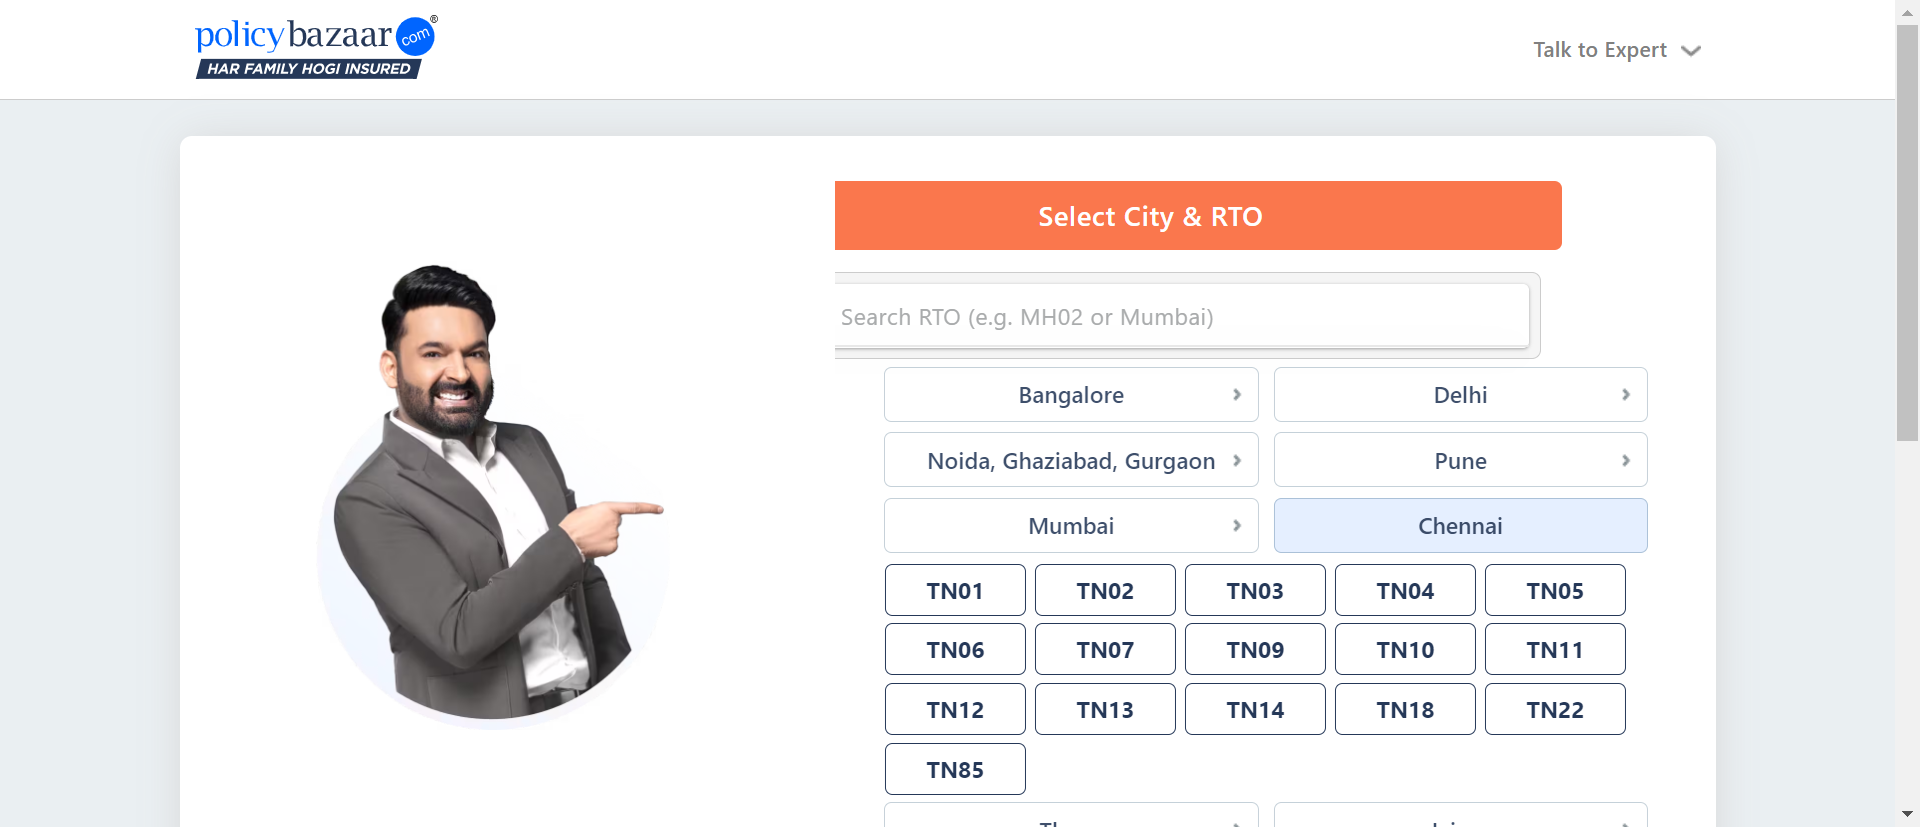 policybazaar com®
HAR FAMILY HOGI INSURED
Talk to Expert
Select City & RTO
Search RTO (e.g. MH02 or Mumbai)
Bangalore
Delhi
Noida, Ghaziabad, Gurgaon
Pune
Mumbai
Chennai
TN01 TN02 TN03 TN04 TN05
TN06 TN07 TN09 TN10 TN11
TN12 TN13 TN14 TN18 TN22
TN85